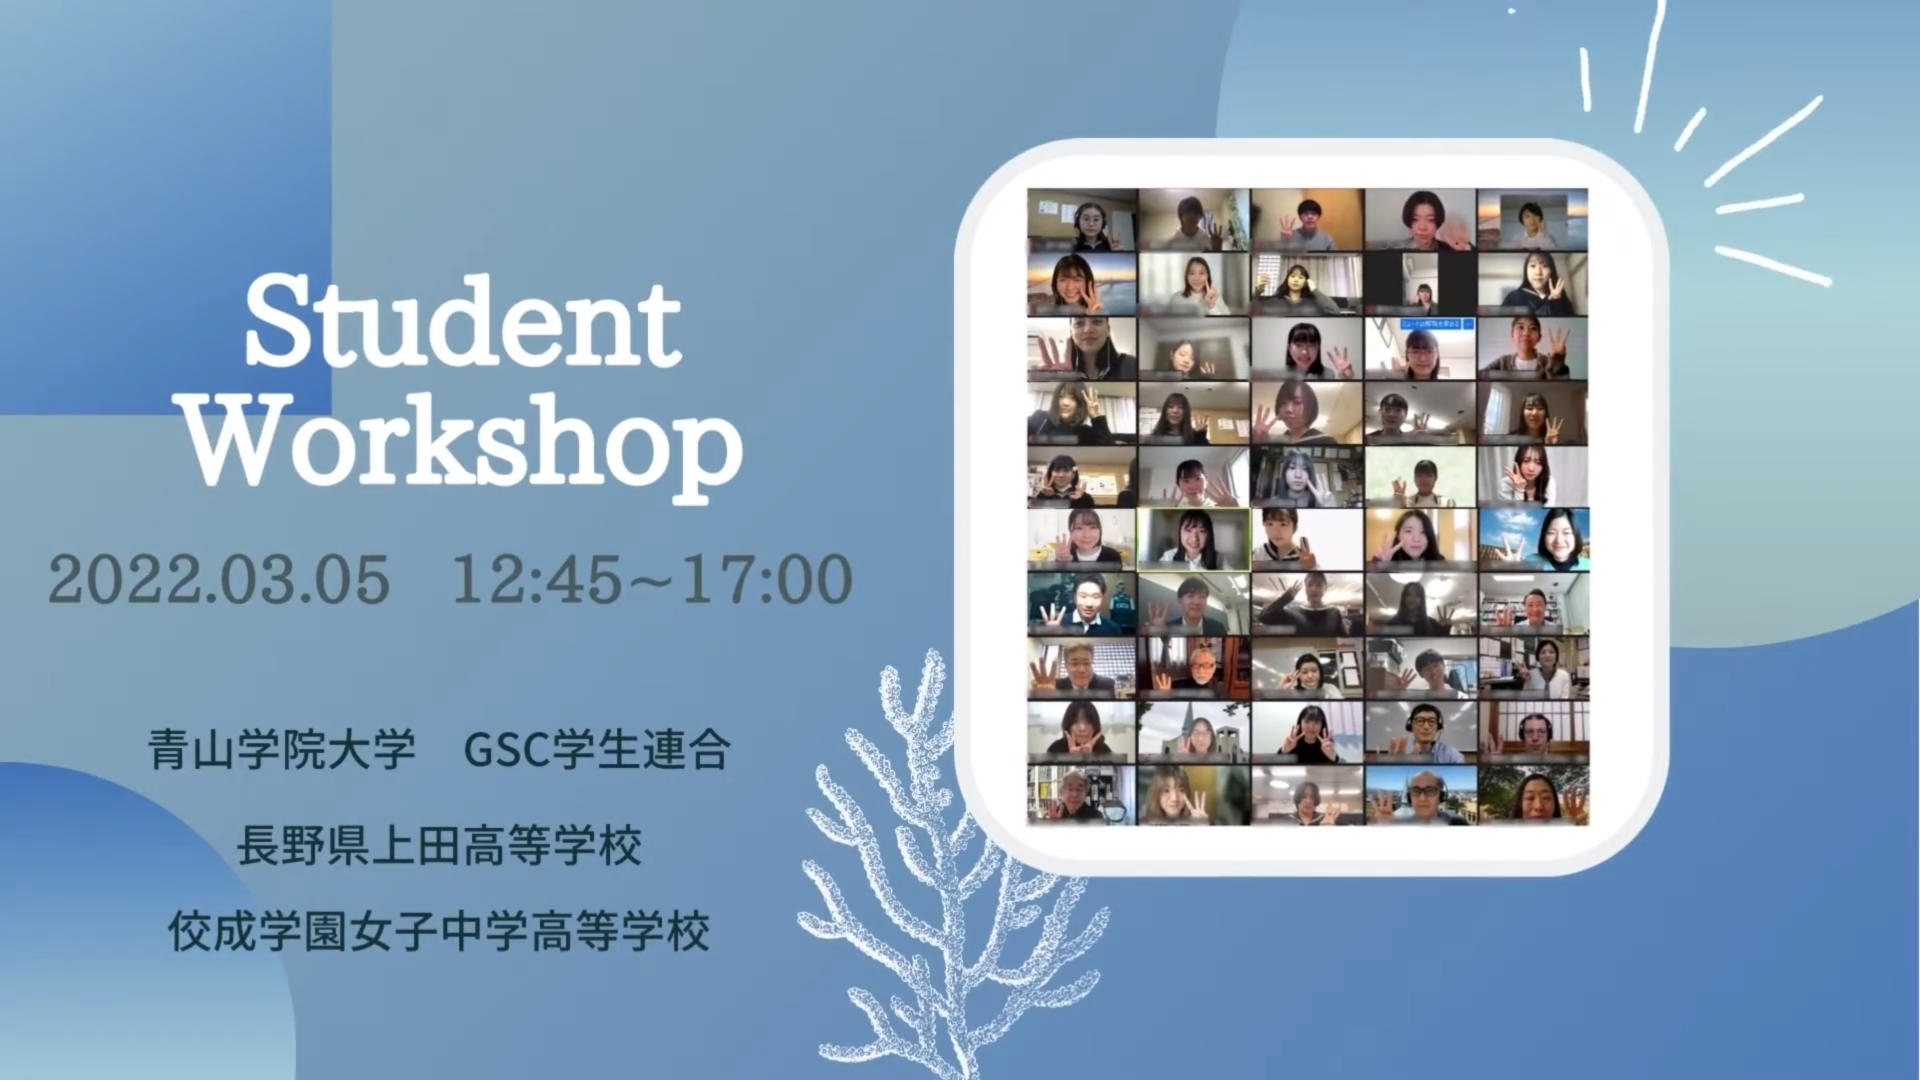 Student
Workshop
2022.03.05　12:45~17:00
青山学院大学　GSC学生連合
長野県上田高等学校
佼成学園女子中学高等学校